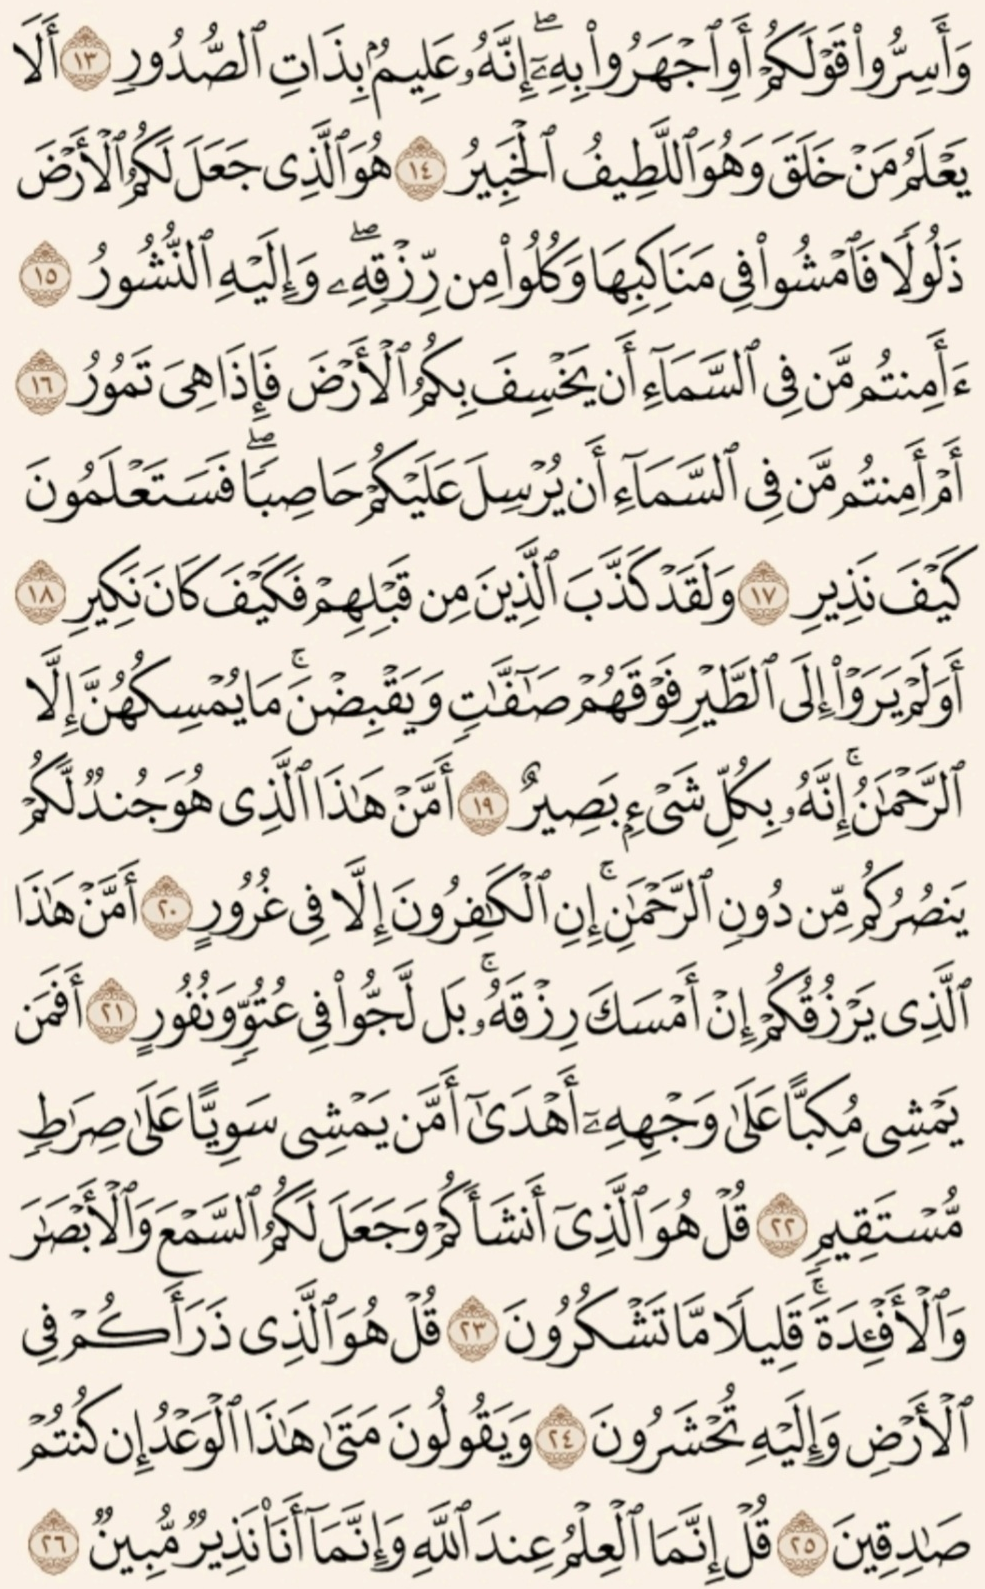 وَأَسِرُّوا۟ قَوْلَكُمْ أَوِ ٱجْهَرُوا۟ بِهِۦٓ ۖ إِنَّهُۥ عَلِيمٌۢ بِذَاتِ ٱلصُّدُورِ ١٣ أَلَا
يَعْلَمُ مَنْ خَلَقَ وَهُوَ ٱللَّطِيفُ ٱلْخَبِيرُ ١٤ هُوَ ٱلَّذِى جَعَلَ لَكُمُ ٱلْأَرْضَ
ذَلُولًا فَٱمْشُوا۟ فِى مَنَاكِبِهَا وَكُلُوا۟ مِن رِّزْقِهِۦ ۖ وَإِلَيْهِ ٱلنُّشُورُ ١٥
ءَأَمِنتُم مَّن فِى ٱلسَّمَآءِ أَن يَخْسِفَ بِكُمُ ٱلْأَرْضَ فَإِذَا هِىَ تَمُورُ ١٦
أَمْ أَمِنتُم مَّن فِى ٱلسَّمَآءِ أَن يُرْسِلَ عَلَيْكُمْ حَاصِبًا ۖ فَسَتَعْلَمُونَ
كَيْفَ نَذِيرِ ١٧ وَلَقَدْ كَذَّبَ ٱلَّذِينَ مِن قَبْلِهِمْ فَكَيْفَ كَانَ نَكِيرِ ١٨
أَوَلَمْ يَرَوْا۟ إِلَى ٱلطَّيْرِ فَوْقَهُمْ صَـٰٓفَّـٰتٍ وَيَقْبِضْنَ ۚ مَا يُمْسِكُهُنَّ إِلَّا
ٱلرَّحْمَـٰنُ ۚ إِنَّهُۥ بِكُلِّ شَىْءٍۭ بَصِيرٌ ١٩ أَمَّنْ هَـٰذَا ٱلَّذِى هُوَ جُندٌ لَّكُمْ
يَنصُرُكُم مِّن دُونِ ٱلرَّحْمَـٰنِ ۚ إِنِ ٱلْكَـٰفِرُونَ إِلَّا فِى غُرُورٍ ٢٠ أَمَّنْ هَـٰذَا
ٱلَّذِى يَرْزُقُكُمْ إِنْ أَمْسَكَ رِزْقَهُۥ ۚ بَل لَّجُّوا۟ فِى عُتُوٍّ وَنُفُورٍ ٢١ أَفَمَن
يَمْشِى مُكِبًّا عَلَىٰ وَجْهِهِۦٓ أَهْدَىٰٓ أَمَّن يَمْشِى سَوِيًّا عَلَىٰ صِرَٰطٍ
مُّسْتَقِيمٍ ٢٢ قُلْ هُوَ ٱلَّذِىٓ أَنشَأَكُمْ وَجَعَلَ لَكُمُ ٱلسَّمْعَ وَٱلْأَبْصَـٰرَ
وَٱلْأَفْـِٔدَةَ ۖ قَلِيلًا مَّا تَشْكُرُونَ ٢٣ قُلْ هُوَ ٱلَّذِى ذَرَأَكُمْ فِى
ٱلْأَرْضِ وَإِلَيْهِ تُحْشَرُونَ ٢٤ وَيَقُولُونَ مَتَىٰ هَـٰذَا ٱلْوَعْدُ إِن كُنتُمْ
صَـٰدِقِينَ ٢٥ قُلْ إِنَّمَا ٱلْعِلْمُ عِندَ ٱللَّهِ وَإِنَّمَآ أَنَا۠ نَذِيرٌ مُّبِينٌ ٢٦